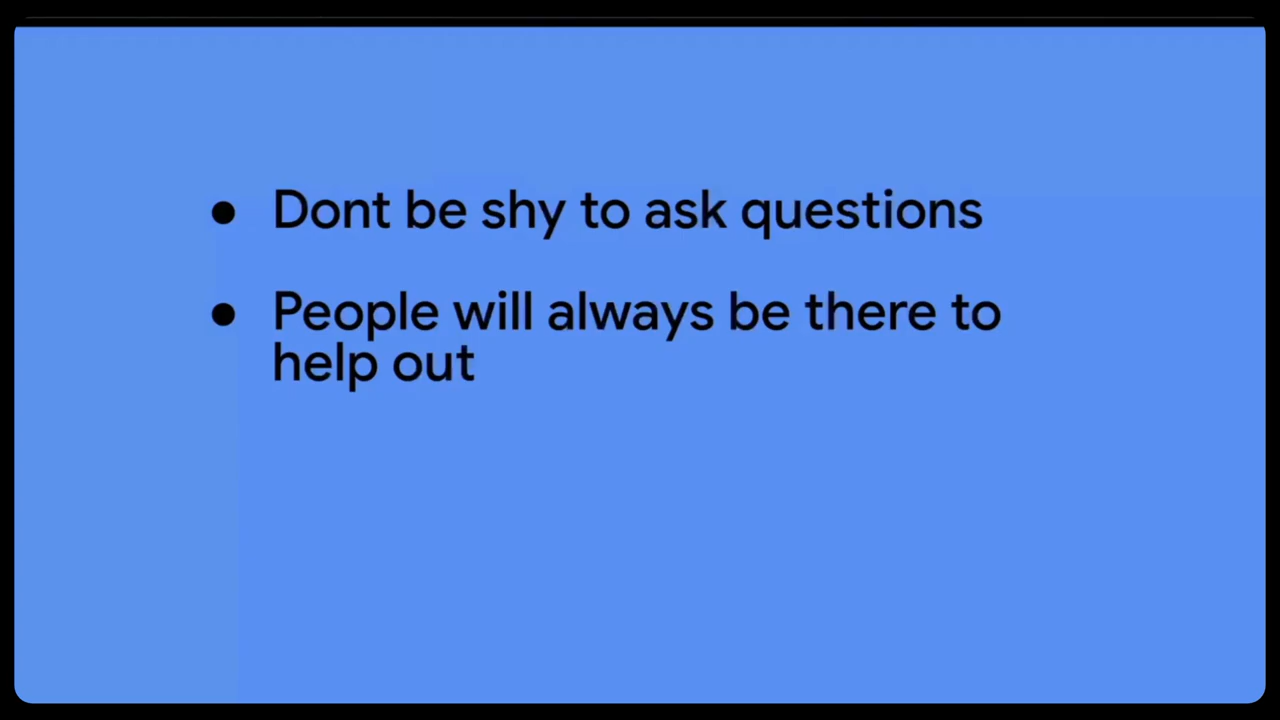 ● Dont be shy to ask questions
● People will always be there to
help out